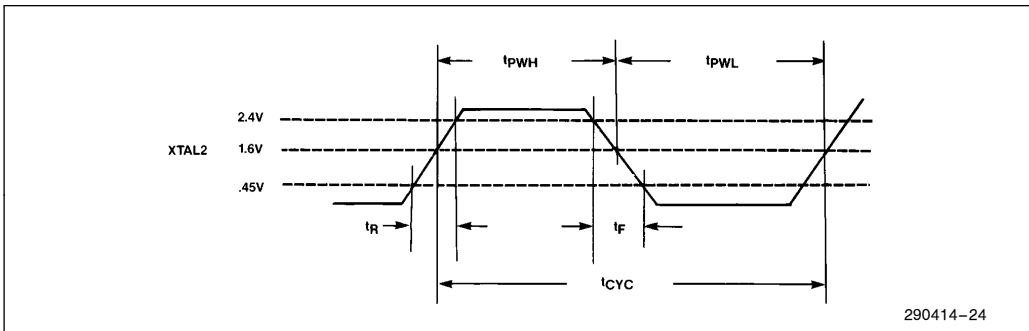 tPWH tPWL
2.4V
XTAL2 1.6V
.45V
tR tF
tCYC
290414–24